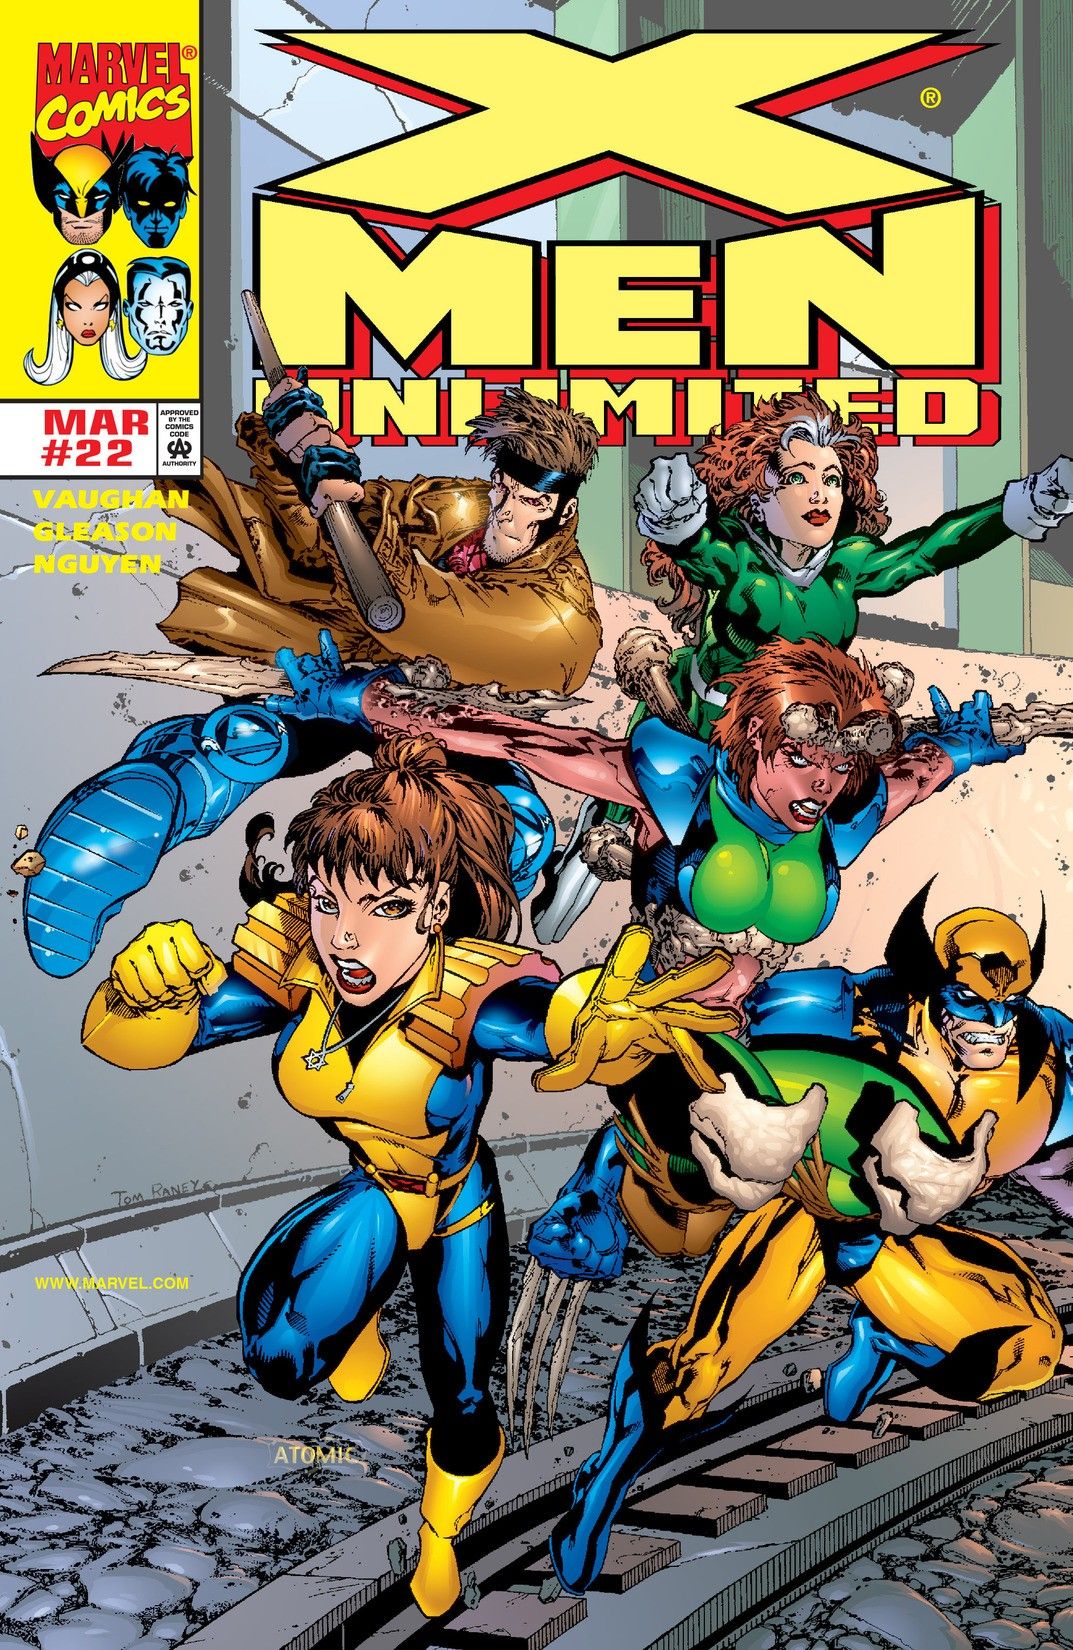 MARVEL®
COMICS
X®
MEN
UNLIMITED
MAR
#22
APPROVED
BY THE
COMICS
CODE
CA
AUTHORITY
VAUGHAN
GLEASON
NGUYEN
TOM RANEY
WWW.MARVEL.COM
ATOMIC